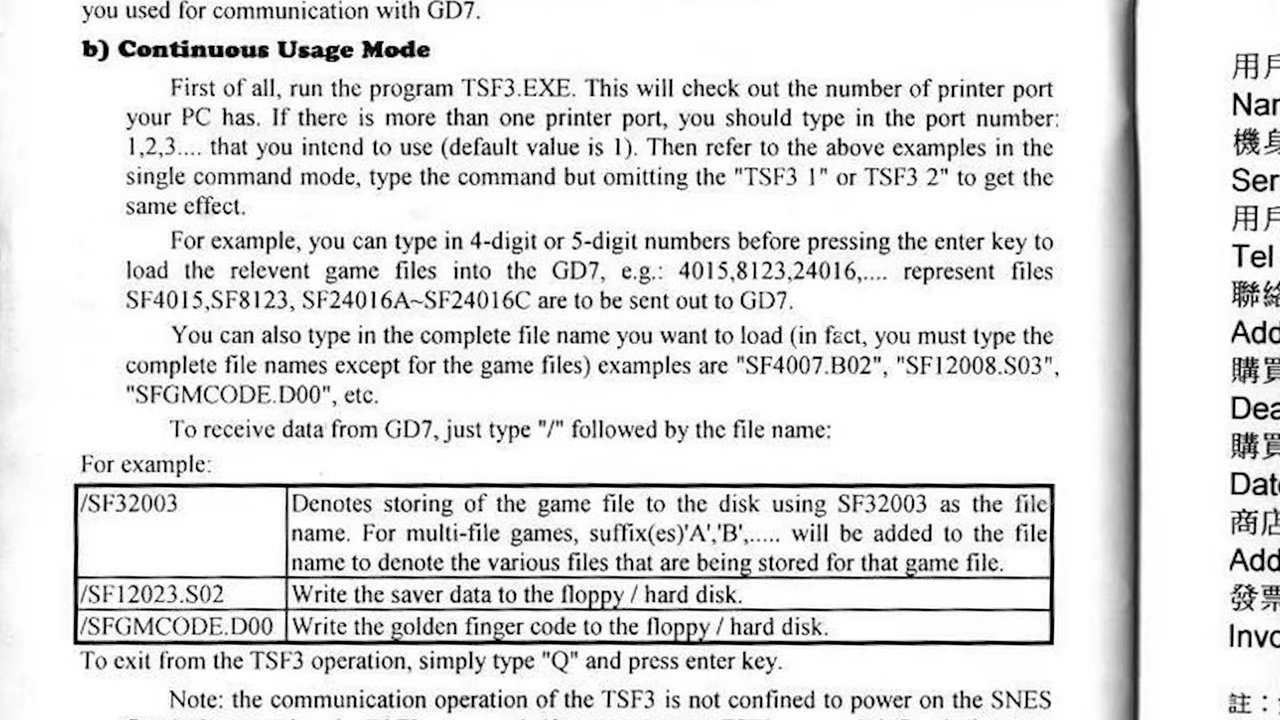 you used for communication with GD7.
b) Continuous Usage Mode
First of all, run the program TSF3.EXE. This will check out the number of printer port
your PC has. If there is more than one printer port, you should type in the port number:
1,2,3.... that you intend to use (default value is 1). Then refer to the above examples in the
single command mode, type the command but omitting the "TSF3 1" or TSF3 2" to get the
same effect.
For example, you can type in 4-digit or 5-digit numbers before pressing the enter key to
load the relevent game files into the GD7, e.g.: 4015,8123,24016,.... represent files
SF4015,SF8123, SF24016A~SF24016C are to be sent out to GD7.
You can also type in the complete file name you want to load (in fact, you must type the
complete file names except for the game files) examples are "SF4007.B02", "SF12008.S03",
"SFGMCODE.D00", etc.
To receive data from GD7, just type "/" followed by the file name:
For example:
/SF32003
Denotes storing of the game file to the disk using SF32003 as the file
name. For multi-file games, suffix(es)'A','B',..... will be added to the file
name to denote the various files that are being stored for that game file.
/SF12023.S02
Write the saver data to the floppy / hard disk.
/SFGMCODE.D00
Write the golden finger code to the floppy / hard disk.
To exit from the TSF3 operation, simply type "Q" and press enter key.
Note: the communication operation of the TSF3 is not confined to power on the SNES
用戶
Nar
機身
Ser
用戶
Tel
聯絡
Add
購買
Dea
購買
Date
商店
Add
發票
Invo
註：